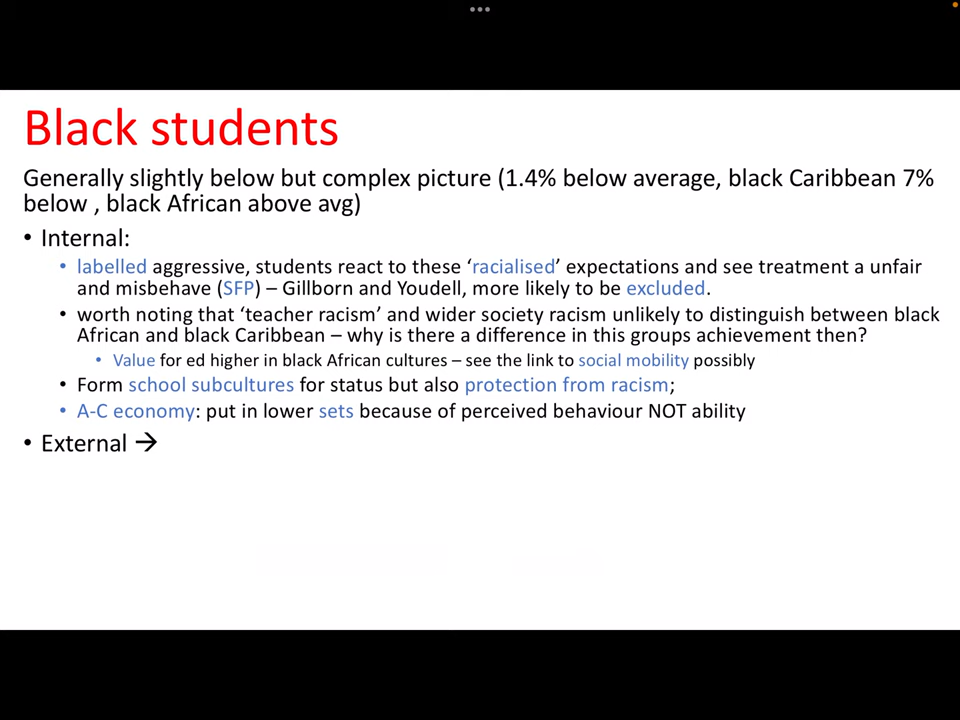 Black students
Generally slightly below but complex picture (1.4% below average, black Caribbean 7%
below , black African above avg)
• Internal:
• labelled aggressive, students react to these ‘racialised’ expectations and see treatment a unfair
and misbehave (SFP) – Gillborn and Youdell, more likely to be excluded.
• worth noting that ‘teacher racism’ and wider society racism unlikely to distinguish between black
African and black Caribbean – why is there a difference in this groups achievement then?
• Value for ed higher in black African cultures – see the link to social mobility possibly
• Form school subcultures for status but also protection from racism;
• A-C economy: put in lower sets because of perceived behaviour NOT ability
• External →